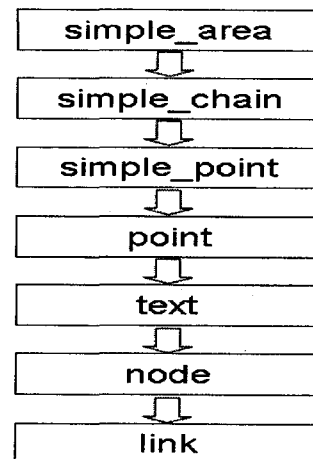 simple_area
simple_chain
simple_point
point
text
node
link